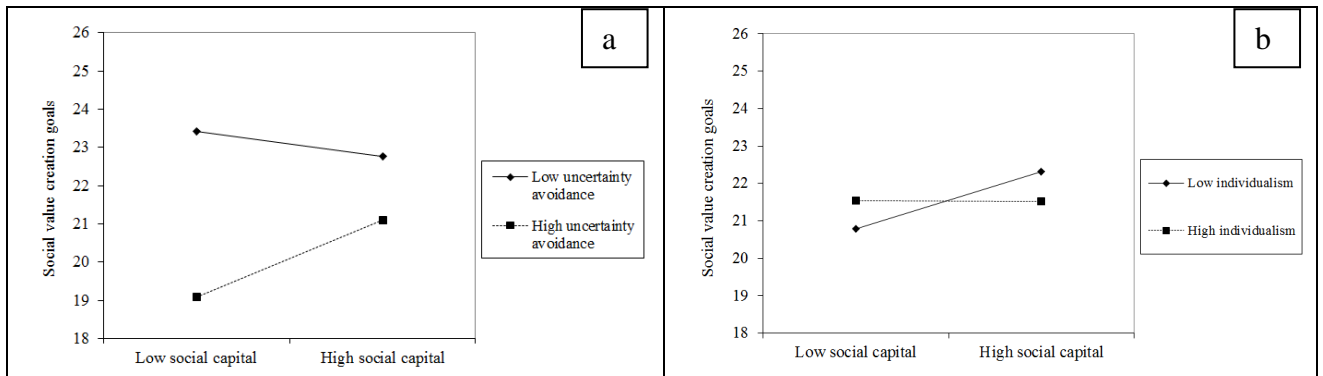 a
Social value creation goals
26
25
24
23
22
21
20
19
18
Low social capital
High social capital
Low uncertainty
avoidance
High uncertainty
avoidance
b
Social value creation goals
26
25
24
23
22
21
20
19
18
Low social capital
High social capital
Low individualism
High individualism